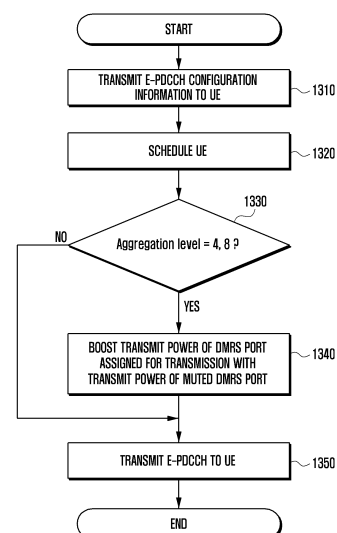 START
TRANSMIT E-PDCCH CONFIGURATION
INFORMATION TO UE
1310
SCHEDULE UE
1320
1330
Aggregation level = 4, 8 ?
NO
YES
BOOST TRANSMIT POWER OF DMRS PORT
ASSIGNED FOR TRANSMISSION WITH
TRANSMIT POWER OF MUTED DMRS PORT
1340
TRANSMIT E-PDCCH TO UE
1350
END